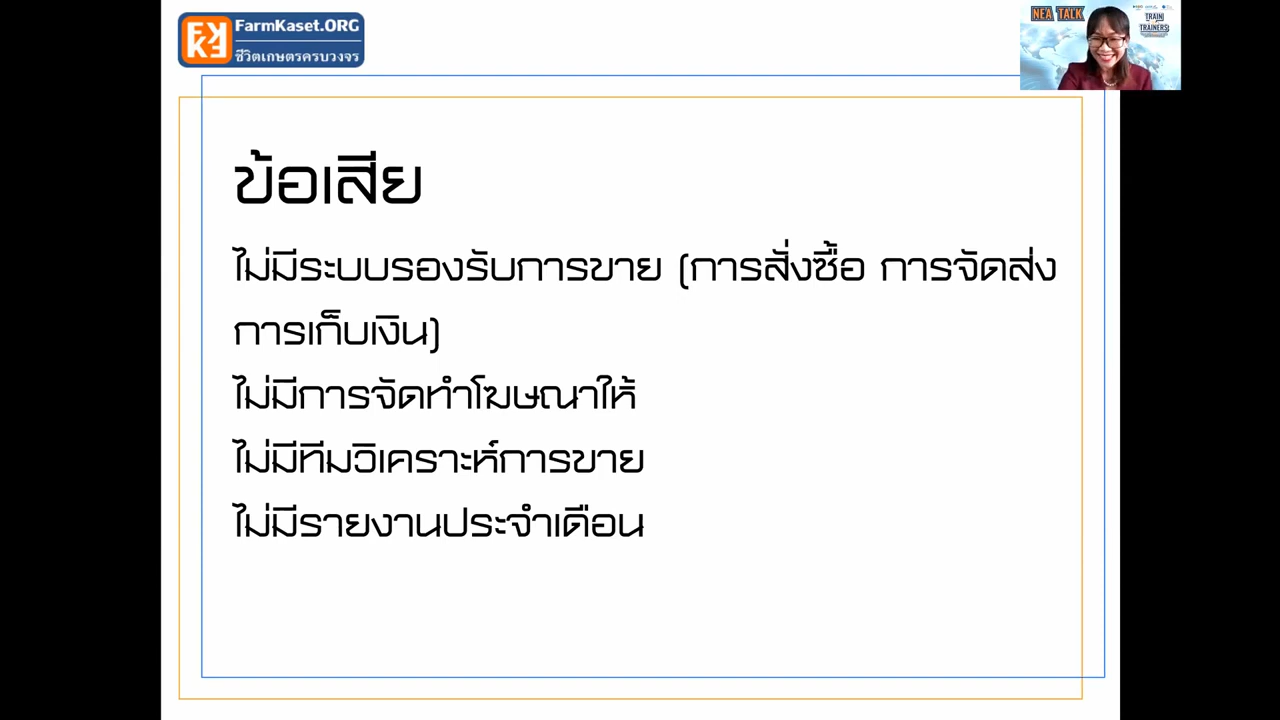 FarmKaset.ORG
ชีวิตเกษตรครบวงจร
NEA TALK
TRAIN
TRAINERS
ข้อเสีย
ไม่มีระบบรองรับการขาย (การสั่งซื้อ การจัดส่ง
การเก็บเงิน)
ไม่มีการจัดทำโฆษณาให้
ไม่มีทีมวิเคราะห์การขาย
ไม่มีรายงานประจำเดือน